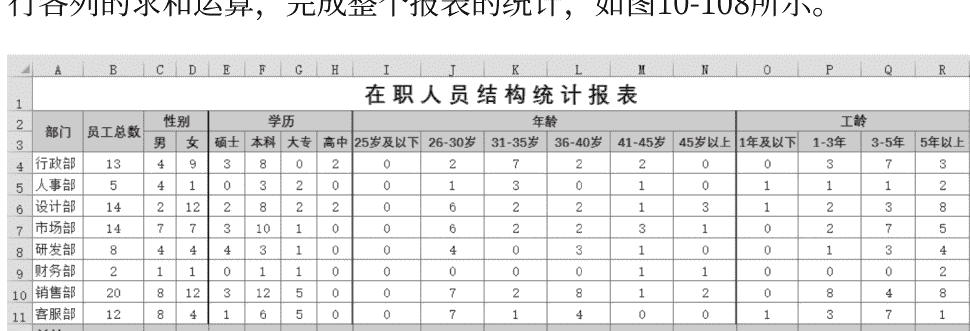 行各列的求和运算，完成整个报表的统计，如图10-108所示。
A B C D E F G H I J K L M N O P Q R
1 在职人员结构统计报表
2 部门 员工总数 性别 学历 年龄 工龄
3 男 女 硕士 本科 大专 高中 25岁及以下 26-30岁 31-35岁 36-40岁 41-45岁 45岁以上 1年及以下 1-3年 3-5年 5年以上
4 行政部 13 4 9 3 8 0 2 0 2 7 2 2 0 0 3 7 3
5 人事部 5 4 1 0 3 2 0 0 1 3 0 1 0 1 1 1 2
6 设计部 14 2 12 2 8 2 2 0 6 2 2 1 3 1 2 3 8
7 市场部 14 7 7 3 10 1 0 0 6 2 2 3 1 0 2 7 5
8 研发部 8 4 4 4 3 1 0 0 4 0 3 1 0 0 1 3 4
9 财务部 2 1 1 0 1 1 0 0 0 0 0 1 1 0 0 0 2
10 销售部 20 8 12 3 12 5 0 0 7 2 8 1 2 0 8 4 8
11 客服部 12 8 4 1 6 5 0 0 7 1 4 0 0 1 3 7 1